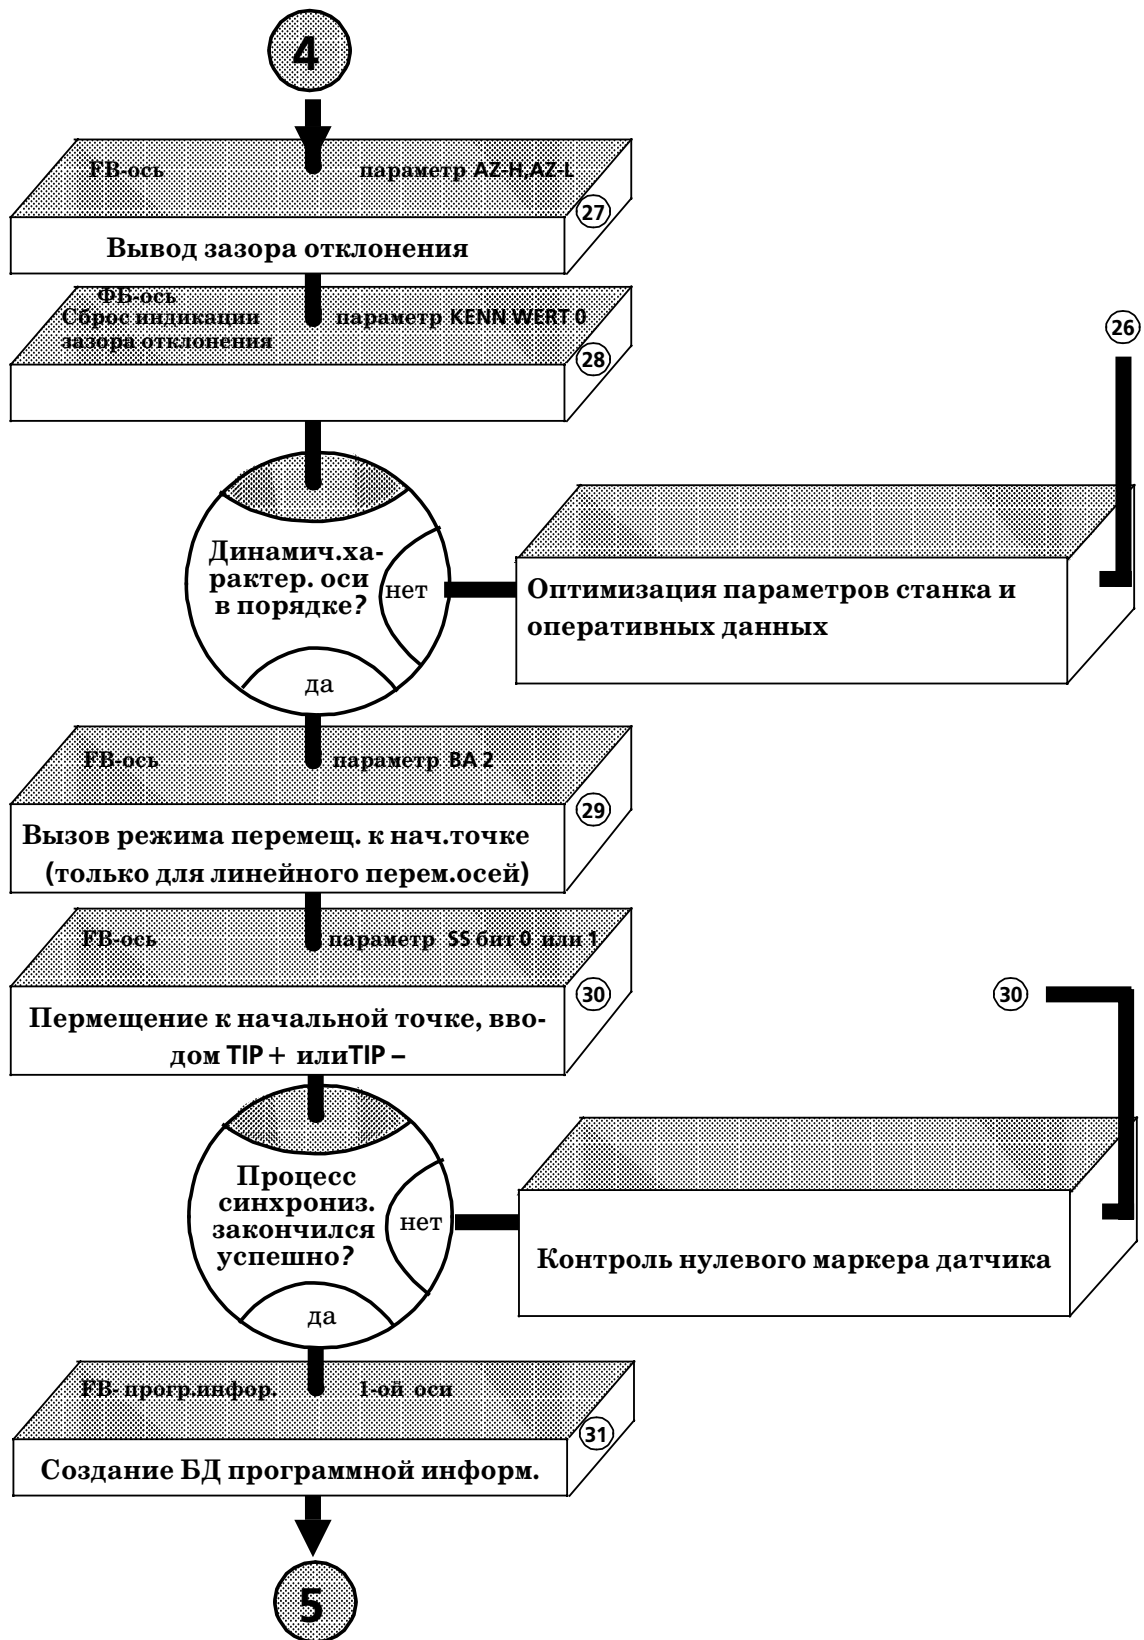 4
FB-ось параметр AZ-H,AZ-L
27
Вывод зазора отклонения
ФБ-ось
Сброс индикации параметр KENN WERT 0
зазора отклонения
28
26
Динамич.ха-
рактер. оси
в порядке?
нет
да
Оптимизация параметров станка и
оперативных данных
FB-ось параметр BA 2
29
Вызов режима перемещ. к нач.точке
(только для линейного перем.осей)
FB-ось параметр SS бит 0 или 1
30
Пермещение к начальной точке, вво-
дом TIP + илиTIP –
30
Процесс
синхрониз.
закончился
успешно?
нет
да
Контроль нулевого маркера датчика
FB- прогр.инфор. 1-ой оси
31
Создание БД программной информ.
5